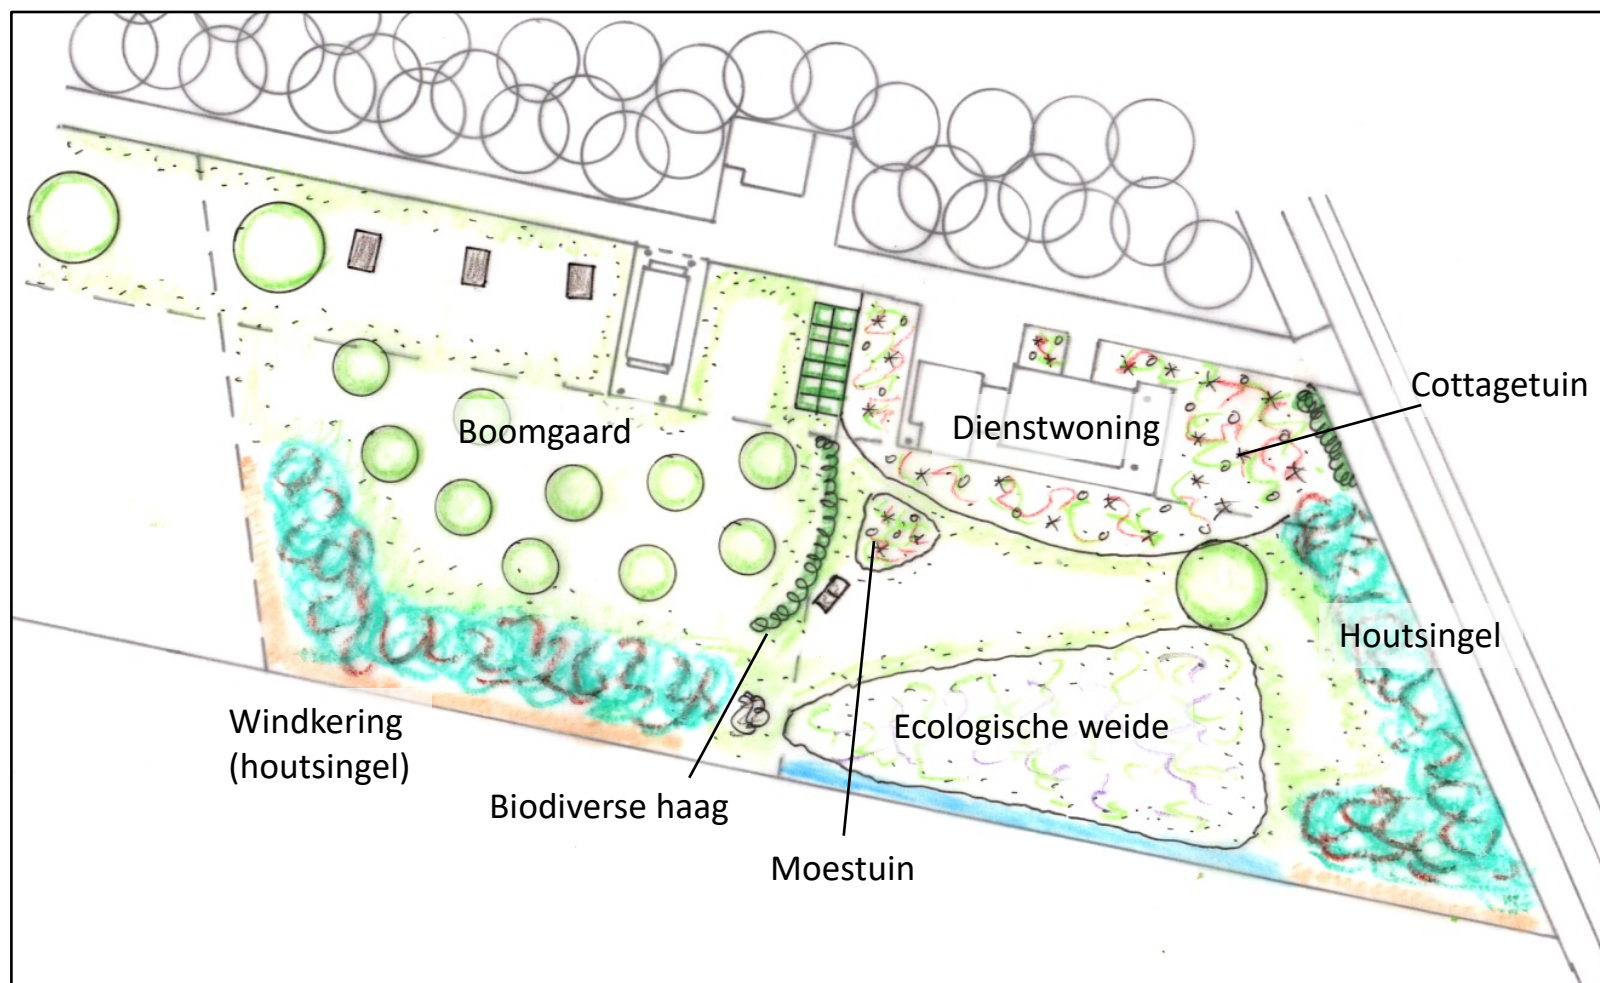 Cottagetuin
Boomgaard
Dienstwoning
Houtsingel
Windkering
(houtsingel)
Ecologische weide
Biodiverse haag
Moestuin